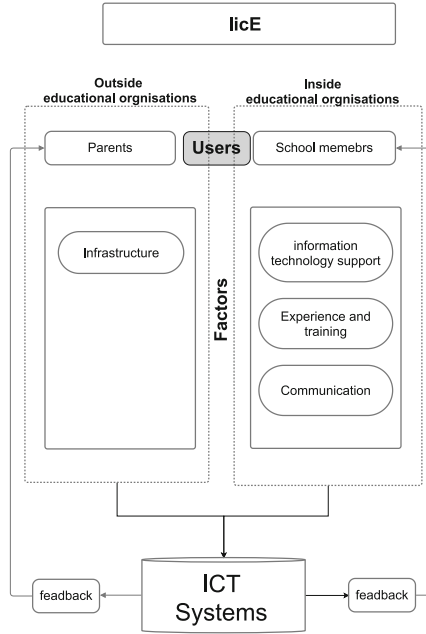 IicE
Outside
educational orgnisations
Inside
educational orgnisations
Parents
Users
School memebrs
Infrastructure
Factors
information
technology support
Experience and
training
Communication
feadback
ICT
Systems
feadback